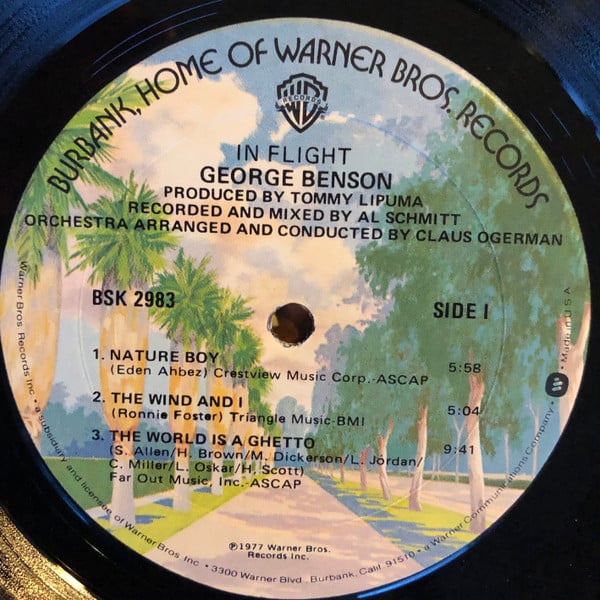 BURBANK, HOME OF WARNER BROS. RECORDS
RECORDS
IN FLIGHT
GEORGE BENSON
PRODUCED BY TOMMY LIPUMA
RECORDED AND MIXED BY AL SCHMITT
ORCHESTRA ARRANGED AND CONDUCTED BY CLAUS OGERMAN
BSK 2983
SIDE I
1. NATURE BOY
(Eden Ahbez) Crestview Music Corp.-ASCAP 5:58
2. THE WIND AND I
(Ronnie Foster) Triangle Music-BMI 5:04
3. THE WORLD IS A GHETTO
(S. Allen/H. Brown/M. Dickerson/L. Jordan/ 9:41
C. Miller/L. Oskar/H. Scott)
Far Out Music, Inc.-ASCAP
℗1977 Warner Bros.
Records Inc.
Warner Bros. Records Inc. • a subsidiary and licensee of Warner Bros. Inc. • 3300 Warner Blvd., Burbank, Calif. 91510 • a Warner Communications Company. • Made in U.S.A.